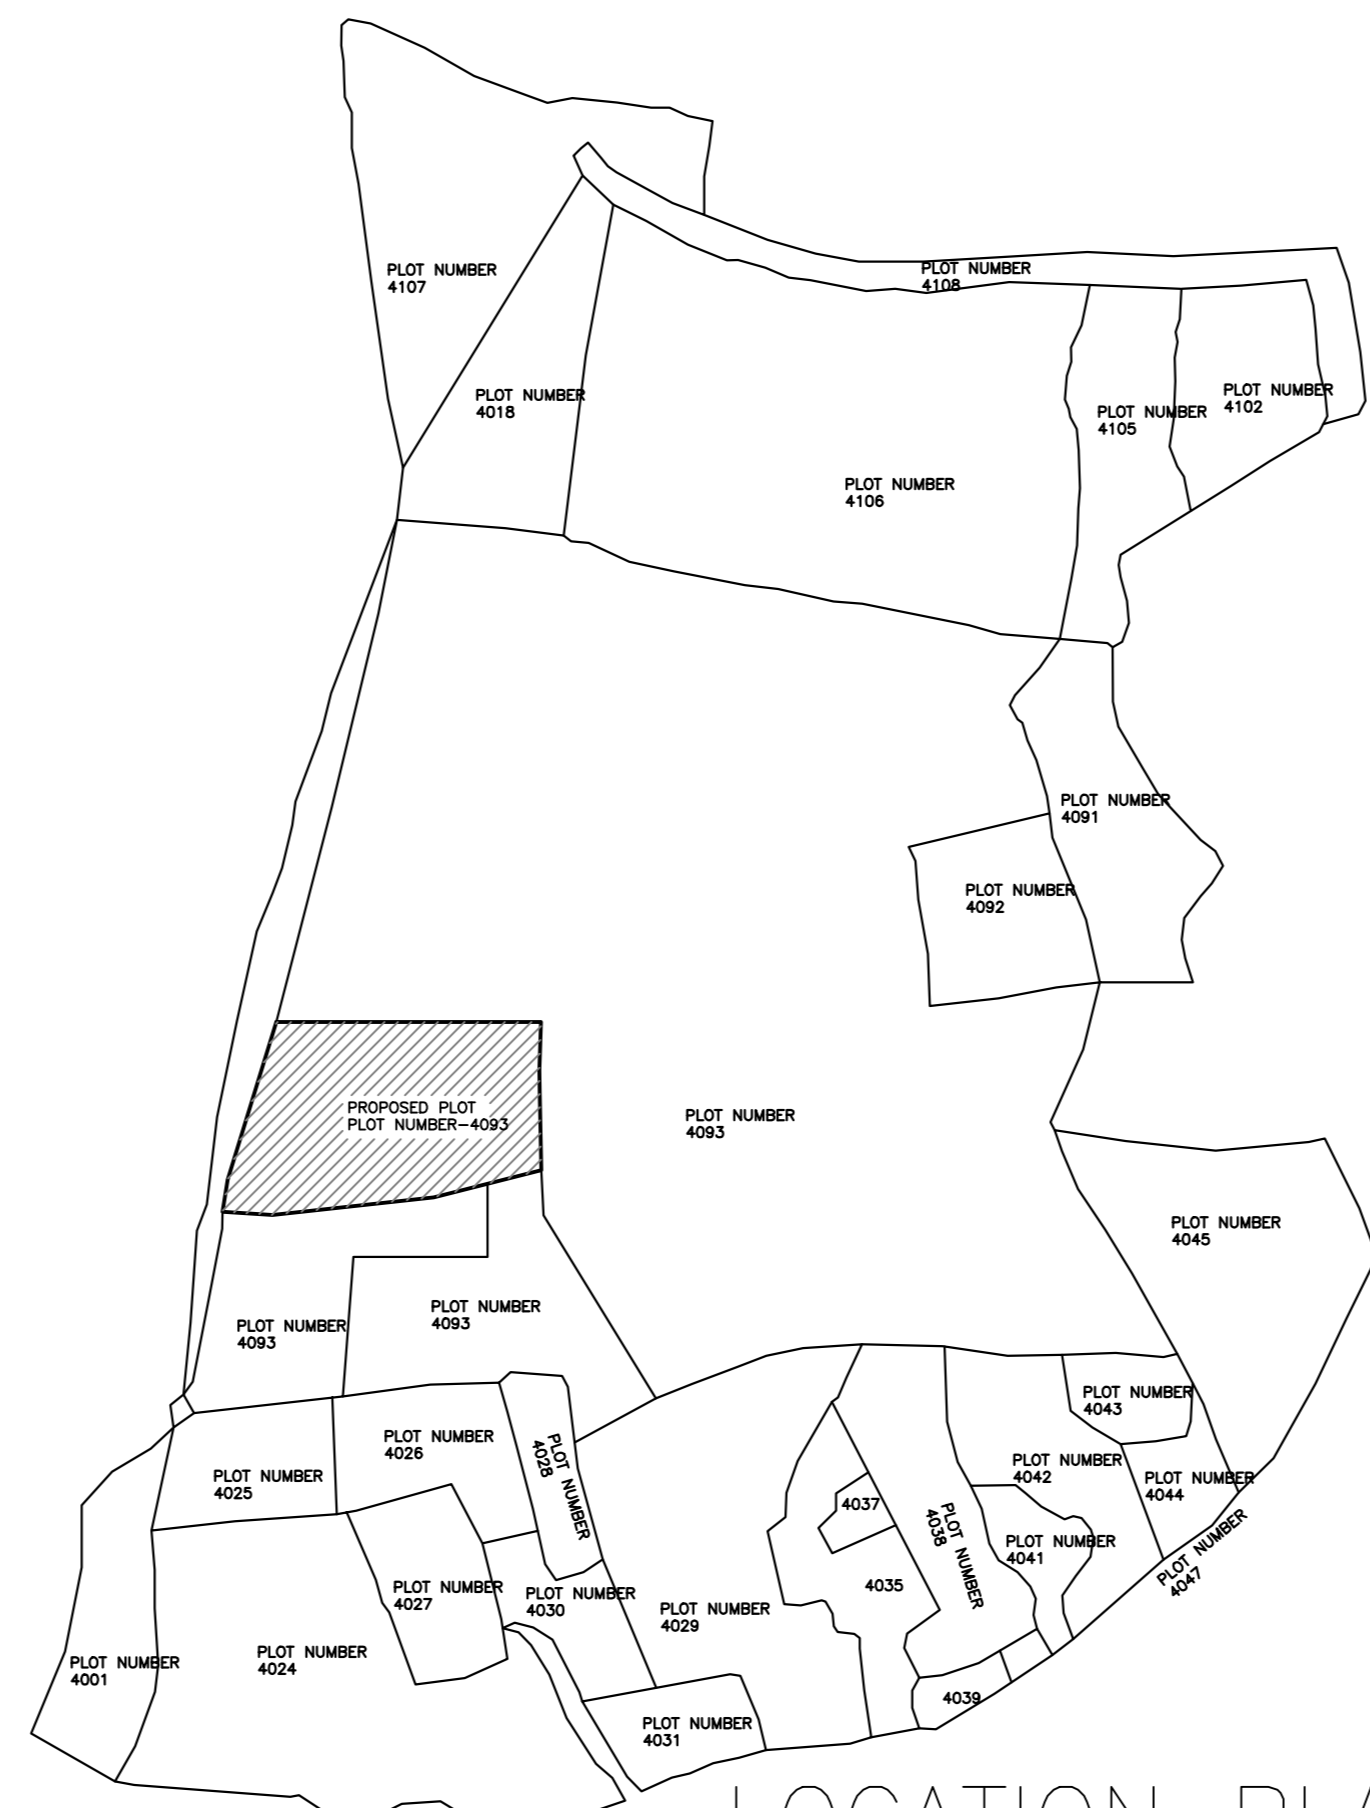 PLOT NUMBER
4107
PLOT NUMBER
4108
PLOT NUMBER
4018
PLOT NUMBER
4102
PLOT NUMBER
4105
PLOT NUMBER
4106
PLOT NUMBER
4091
PLOT NUMBER
4092
PROPOSED PLOT
PLOT NUMBER-4093
PLOT NUMBER
4093
PLOT NUMBER
4045
PLOT NUMBER
4093
PLOT NUMBER
4093
PLOT NUMBER
4043
PLOT NUMBER
4026
PLOT NUMBER
4028
PLOT NUMBER
4042
PLOT NUMBER
4025
PLOT NUMBER
4044
4037
PLOT NUMBER
4038
PLOT NUMBER
4041
PLOT NUMBER
4047
PLOT NUMBER
4027
PLOT NUMBER
4030
4035
PLOT NUMBER
4029
PLOT NUMBER
4024
PLOT NUMBER
4001
4039
PLOT NUMBER
4031
LOCATION